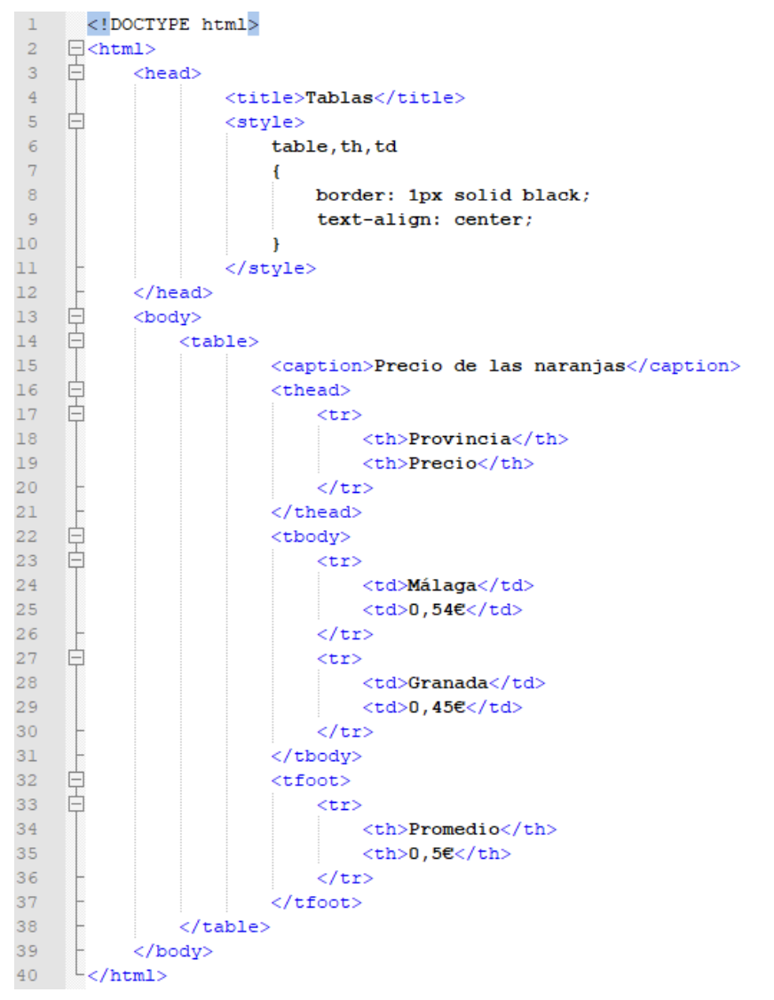 1 <!DOCTYPE html>
2 <html>
3 <head>
4 <title>Tablas</title>
5 <style>
6 table,th,td
7 {
8 border: 1px solid black;
9 text-align: center;
10 }
11 </style>
12 </head>
13 <body>
14 <table>
15 <caption>Precio de las naranjas</caption>
16 <thead>
17 <tr>
18 <th>Provincia</th>
19 <th>Precio</th>
20 </tr>
21 </thead>
22 <tbody>
23 <tr>
24 <td>Málaga</td>
25 <td>0,54€</td>
26 </tr>
27 <tr>
28 <td>Granada</td>
29 <td>0,45€</td>
30 </tr>
31 </tbody>
32 <tfoot>
33 <tr>
34 <th>Promedio</th>
35 <th>0,5€</th>
36 </tr>
37 </tfoot>
38 </table>
39 </body>
40 </html>